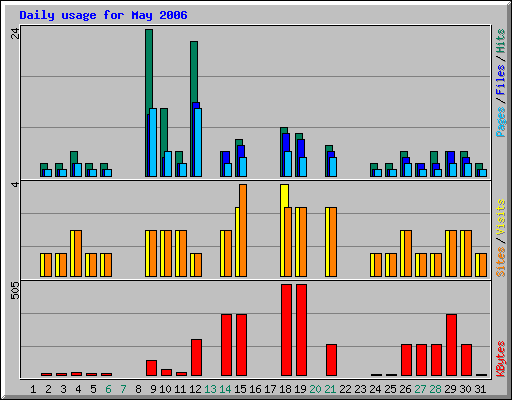 Daily usage for May 2006
24
Pages / Files / Hits
4
Sites / Visits
505
KBytes
1 2 3 4 5 6 7 8 9 10 11 12 13 14 15 16 17 18 19 20 21 22 23 24 25 26 27 28 29 30 31